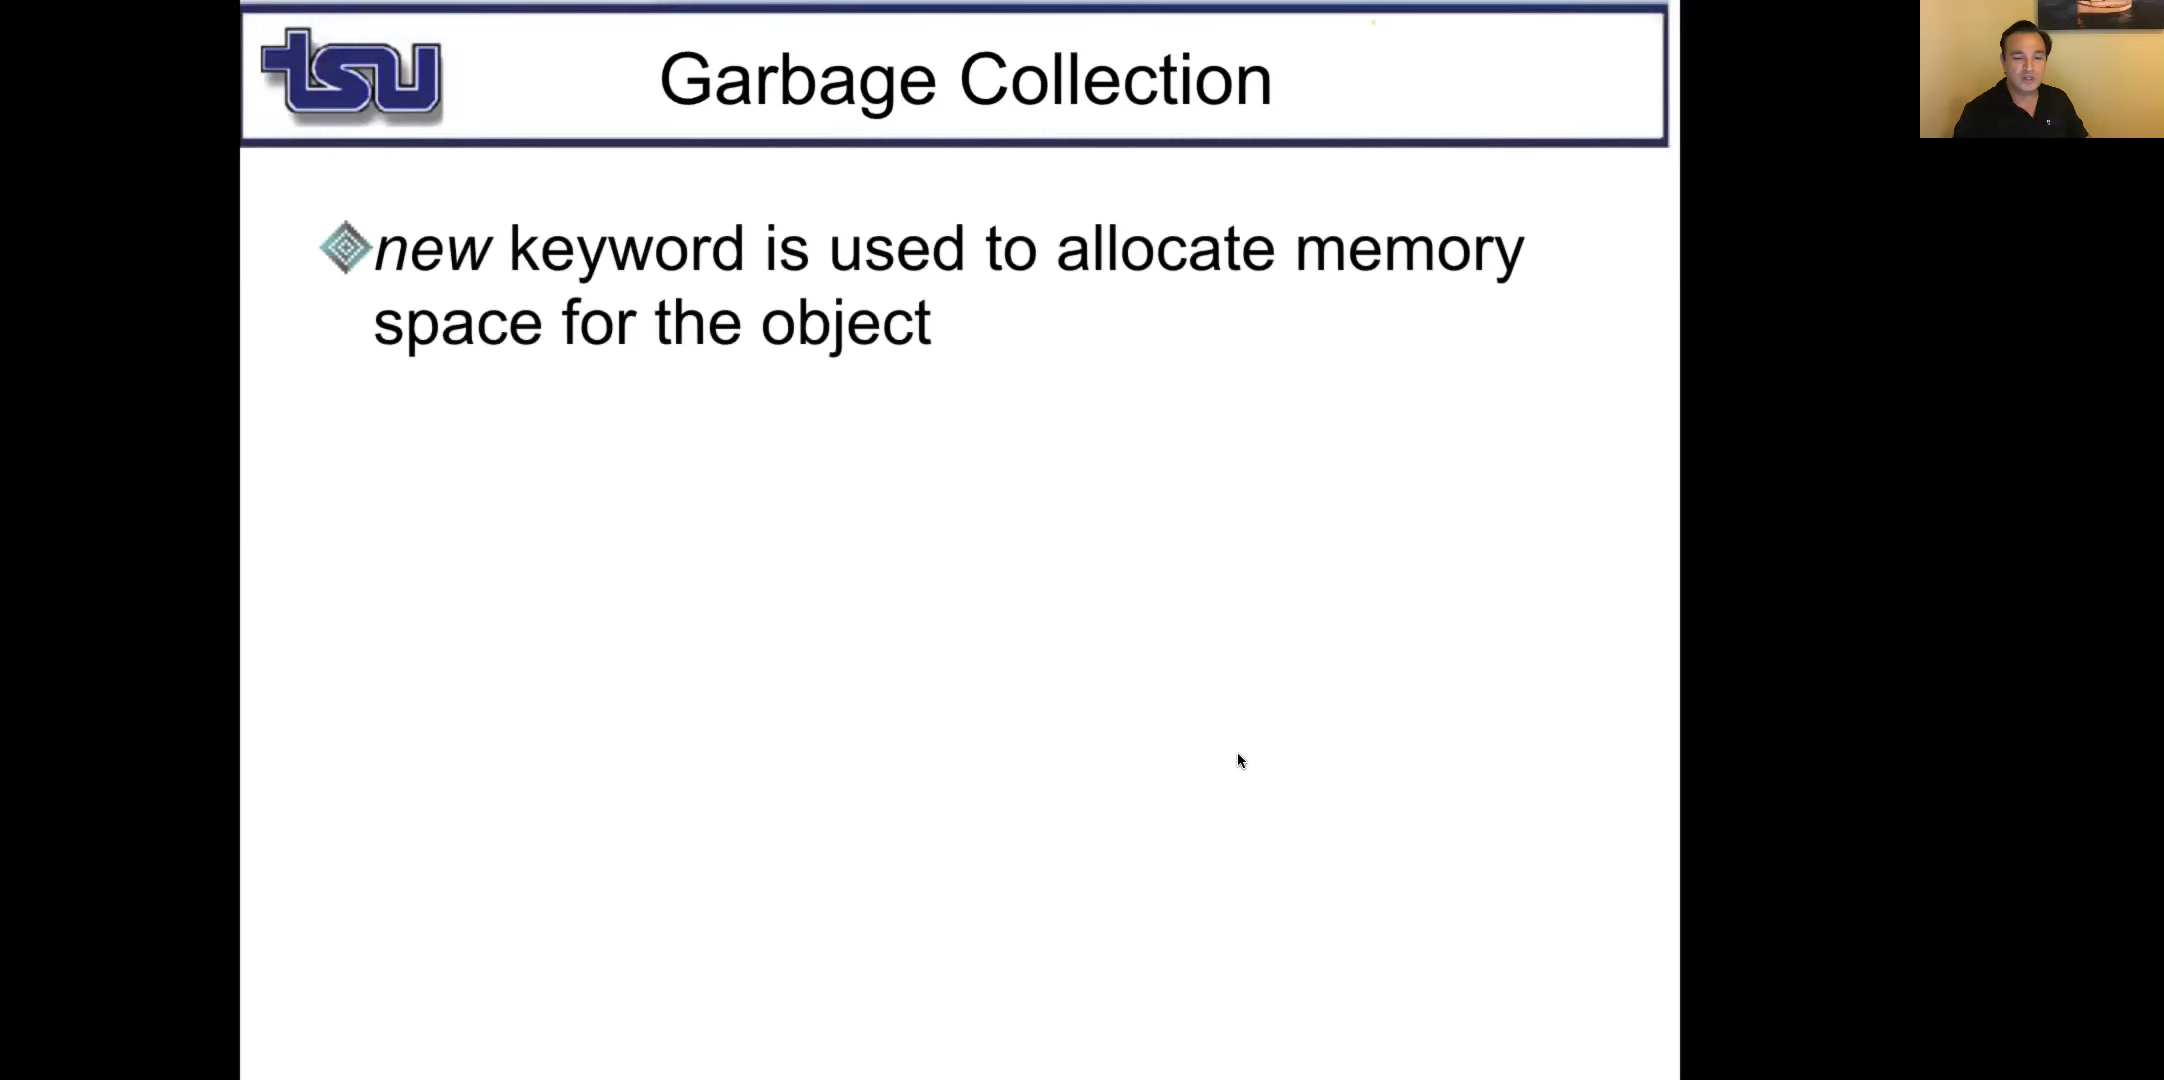 tsu
Garbage Collection
new keyword is used to allocate memory
space for the object